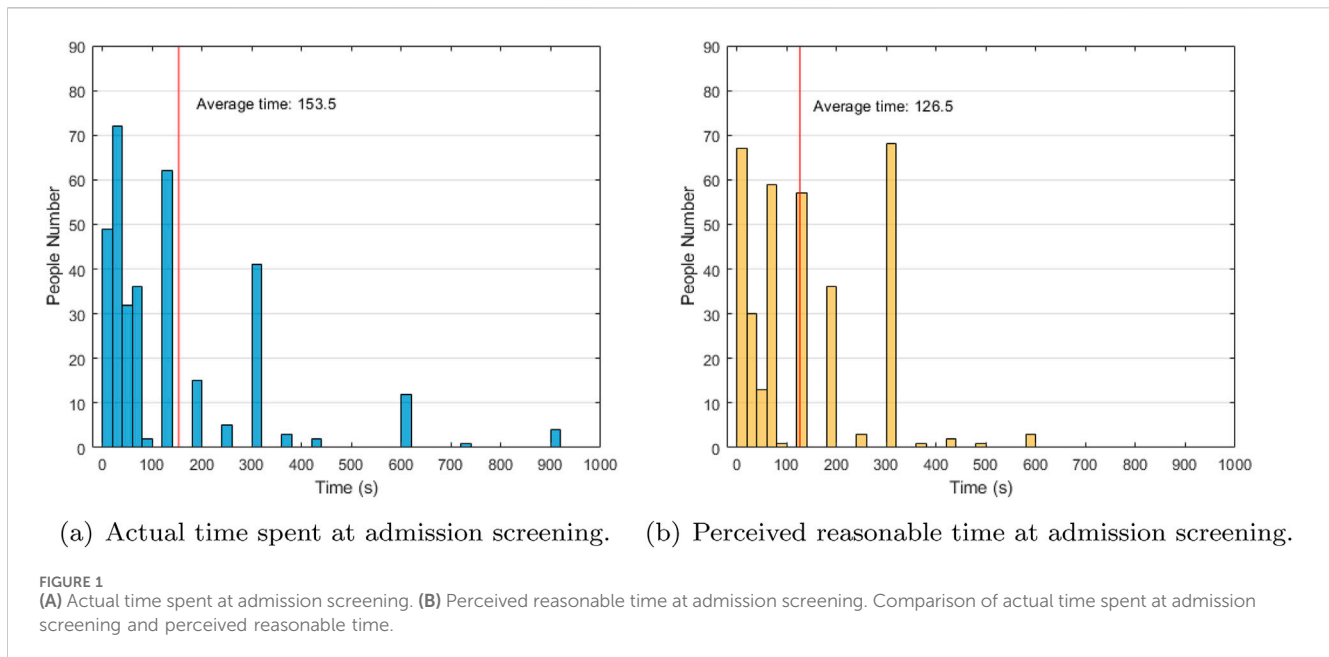 90
80
70
60
50
40
30
20
10
0
People Number
Average time: 153.5
0 100 200 300 400 500 600 700 800 900 1000
Time (s)
(a) Actual time spent at admission screening.
90
80
70
60
50
40
30
20
10
0
People Number
Average time: 126.5
0 100 200 300 400 500 600 700 800 900 1000
Time (s)
(b) Perceived reasonable time at admission screening.
FIGURE 1
(A) Actual time spent at admission screening. (B) Perceived reasonable time at admission screening. Comparison of actual time spent at admission
screening and perceived reasonable time.